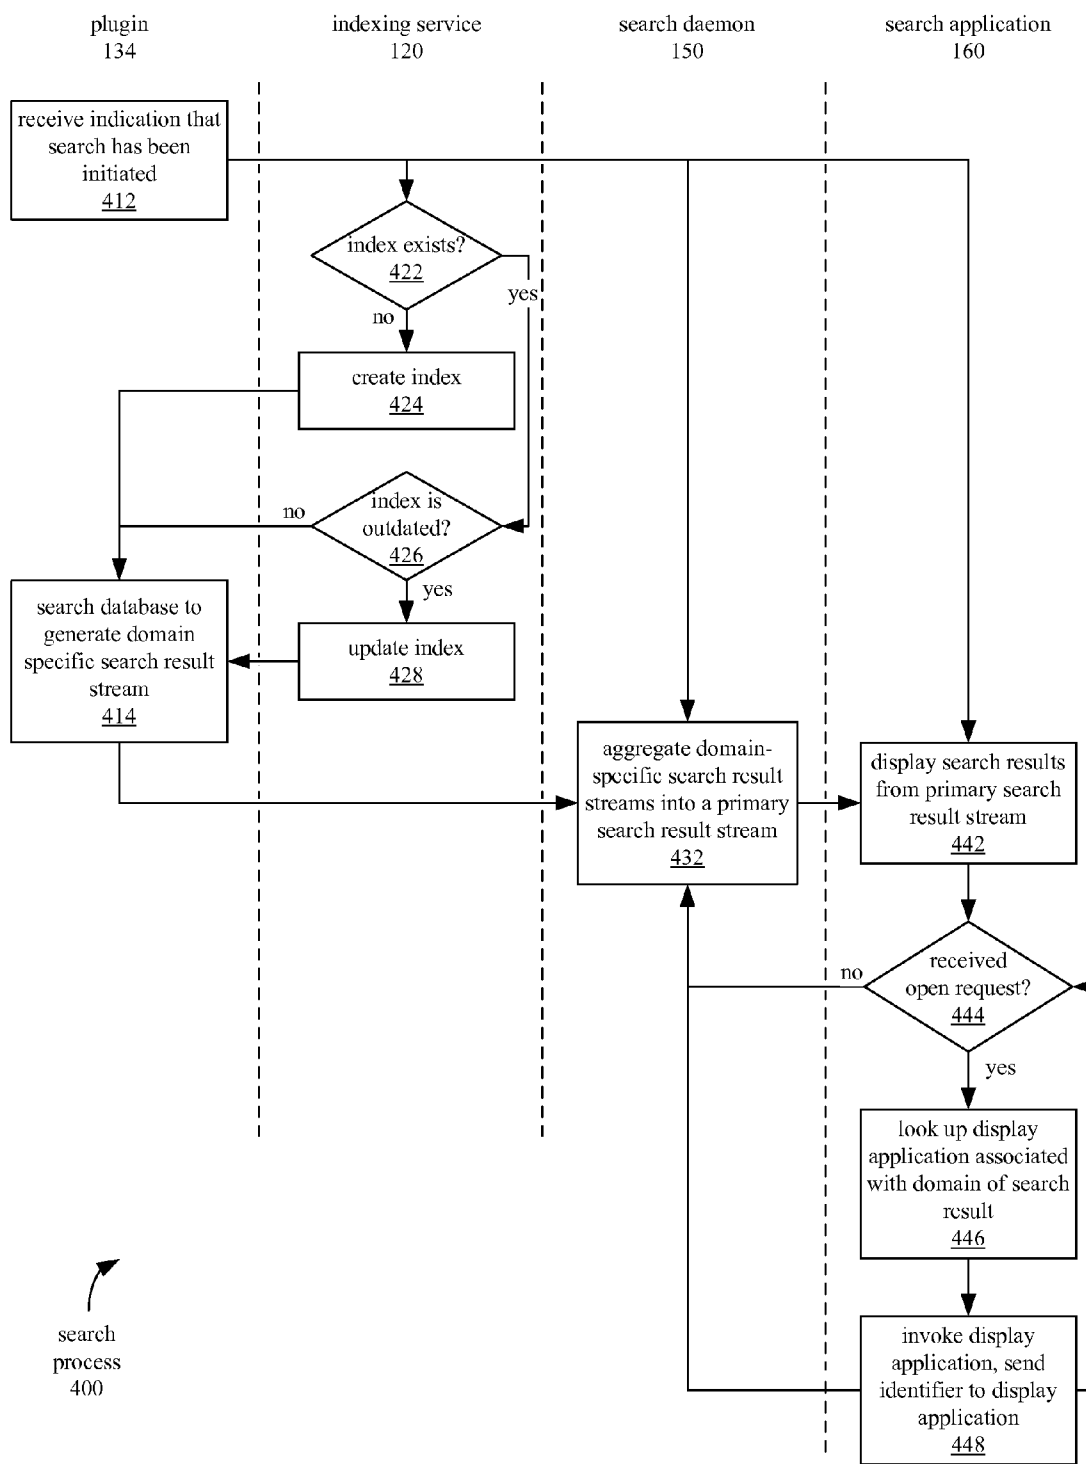 plugin
134
indexing service
120
search daemon
150
search application
160
receive indication that
search has been
initiated
412
index exists?
422
yes
no
create index
424
index is
outdated?
426
no
yes
search database to
generate domain
specific search result
stream
414
update index
428
aggregate domain-
specific search result
streams into a primary
search result stream
432
display search results
from primary search
result stream
442
received
open request?
444
no
yes
look up display
application associated
with domain of search
result
446
invoke display
application, send
identifier to display
application
448
search
process
400